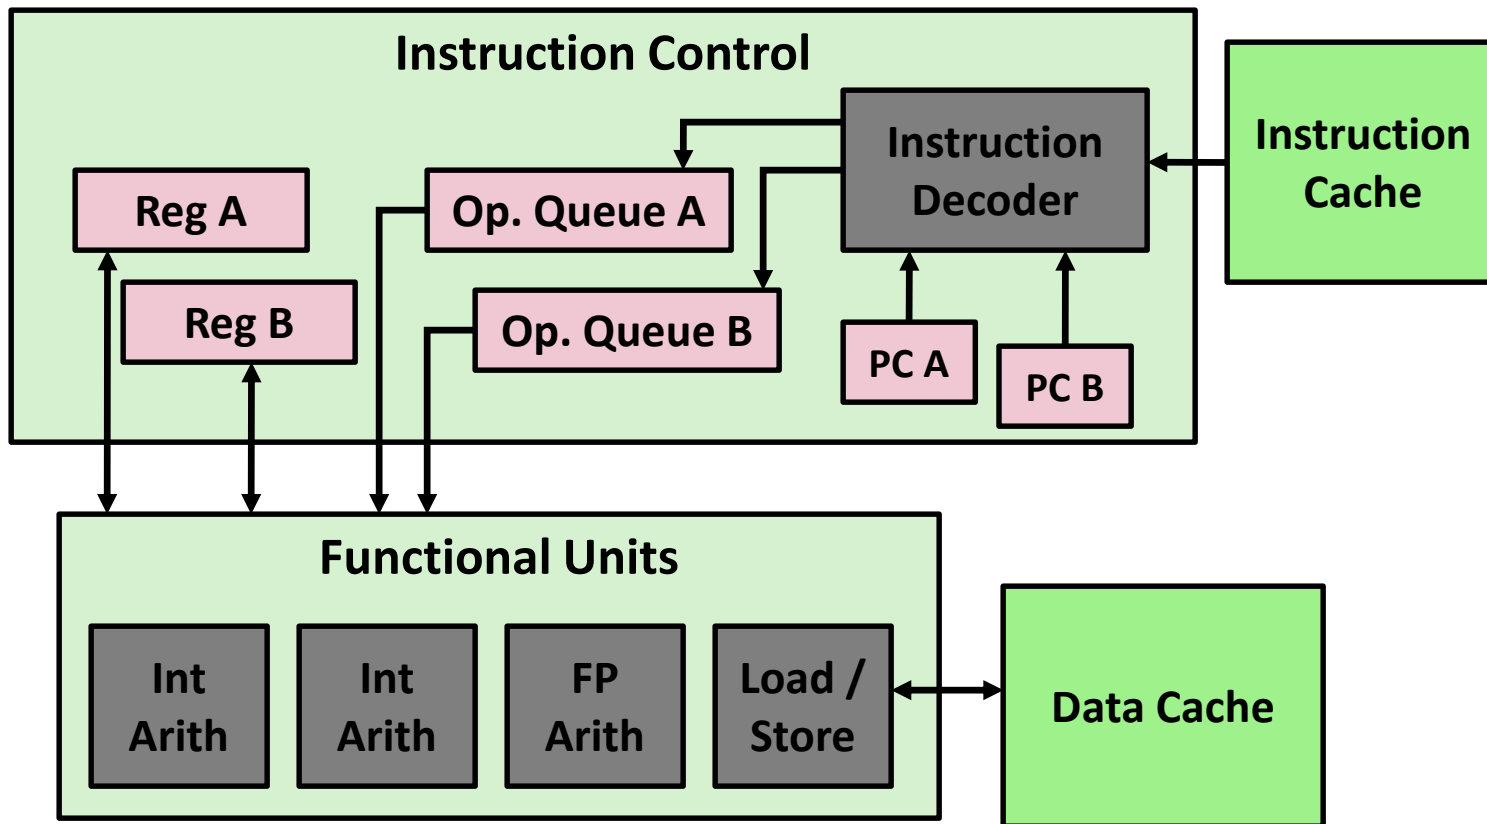 Instruction Control
Instruction
Decoder
Instruction
Cache
Reg A
Op. Queue A
Reg B
Op. Queue B
PC A
PC B
Functional Units
Int
Arith
Int
Arith
FP
Arith
Load /
Store
Data Cache